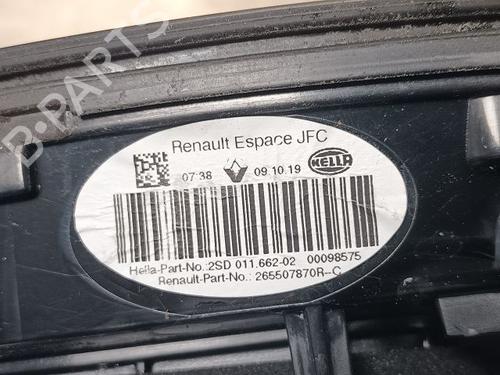 Renault Espace JFC
07:38 09.10.19 HELLA
Hella-Part-No.:2SD 011.662-02 00098575
Renault-Part-No.: 265507870R--C
B-PARTS